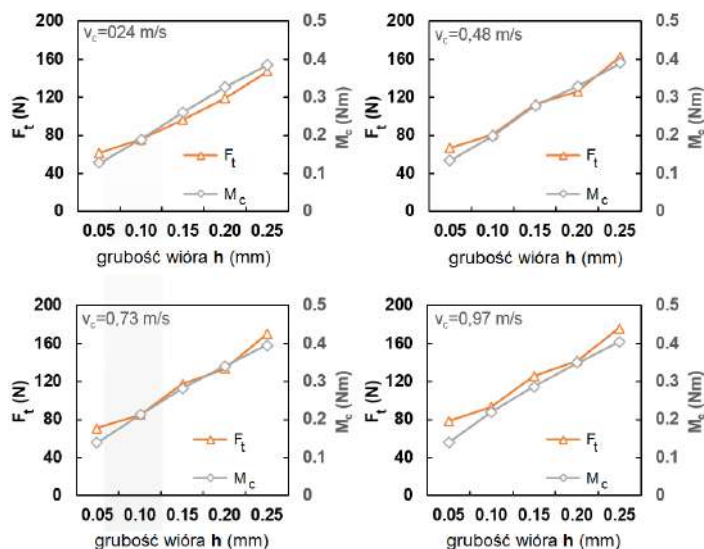 200
160
120
80
40
0
F_t (N)
v_c=024 m/s
0.5
0.4
0.3
0.2
0.1
0
M_c (Nm)
F_t
M_c
0.05 0.10 0.15 0.20 0.25
grubość wióra h (mm)
200
160
120
80
40
0
F_t (N)
v_c=0,48 m/s
0.5
0.4
0.3
0.2
0.1
0
M_c (Nm)
F_t
M_c
0.05 0.10 0.15 0.20 0.25
grubość wióra h (mm)
200
160
120
80
40
0
F_t (N)
v_c=0,73 m/s
0.5
0.4
0.3
0.2
0.1
0
M_c (Nm)
F_t
M_c
0.05 0.10 0.15 0.20 0.25
grubość wióra h (mm)
200
160
120
80
40
0
F_t (N)
v_c=0,97 m/s
0.5
0.4
0.3
0.2
0.1
0
M_c (Nm)
F_t
M_c
0.05 0.10 0.15 0.20 0.25
grubość wióra h (mm)